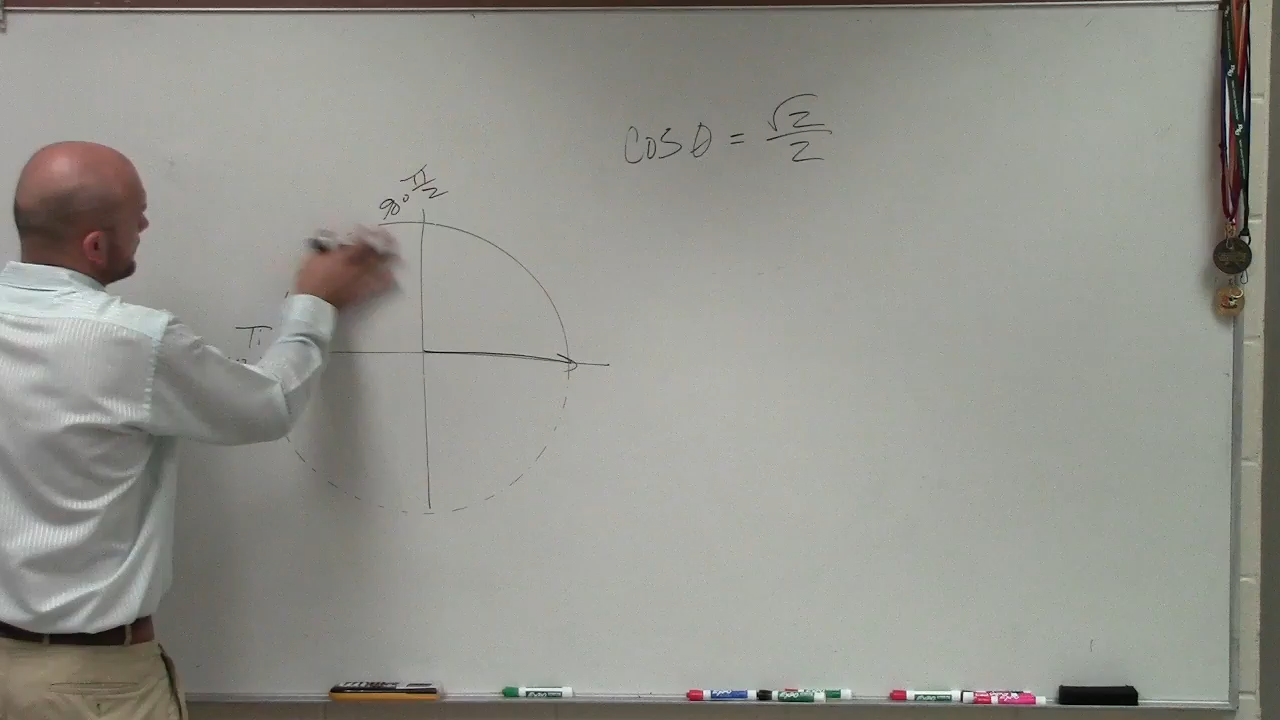 cos θ = √2/2
π/2
90°
π